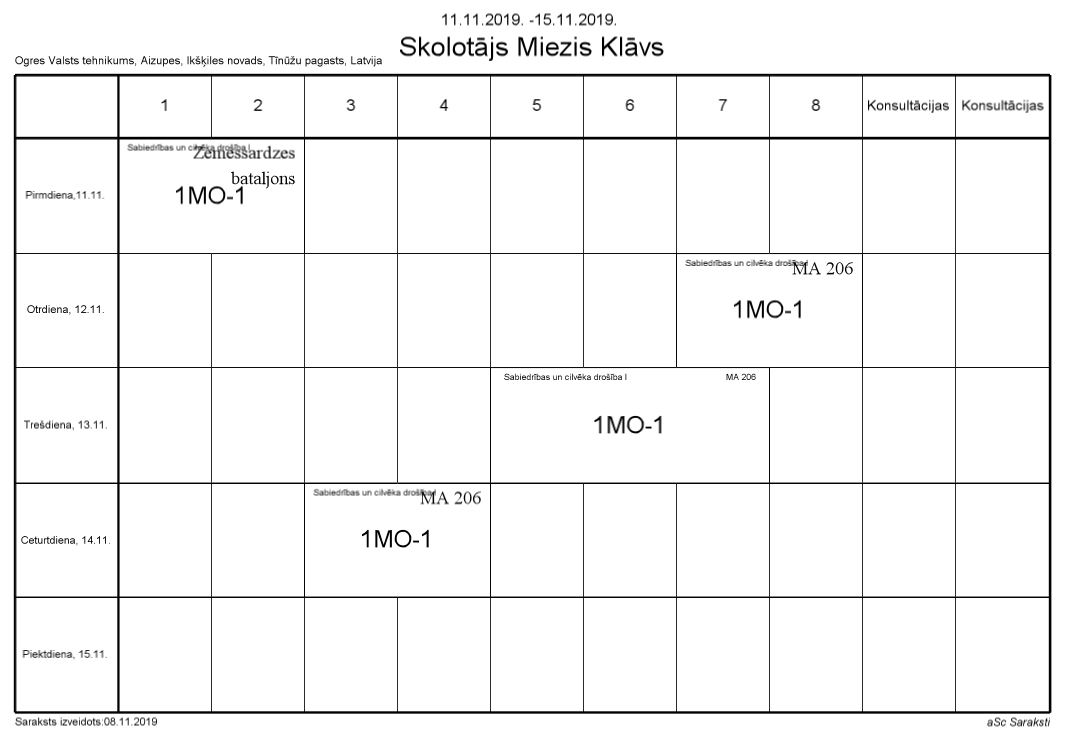 11.11.2019. -15.11.2019.
Skolotājs Miezis Klāvs
Ogres Valsts tehnikums, Aizupes, Ikšķiles novads, Tīnūžu pagasts, Latvija
1 2 3 4 5 6 7 8 Konsultācijas Konsultācijas
Pirmdiena,11.11.
Sabiedrības un cilvēka drošība I
Zemessardzes
bataljons
1MO-1
Otrdiena, 12.11.
Sabiedrības un cilvēka drošība I
MA 206
1MO-1
Trešdiena, 13.11.
Sabiedrības un cilvēka drošība I MA 206
1MO-1
Ceturtdiena, 14.11.
Sabiedrības un cilvēka drošība I
MA 206
1MO-1
Piektdiena, 15.11.
Saraksts izveidots:08.11.2019
aSc Saraksti